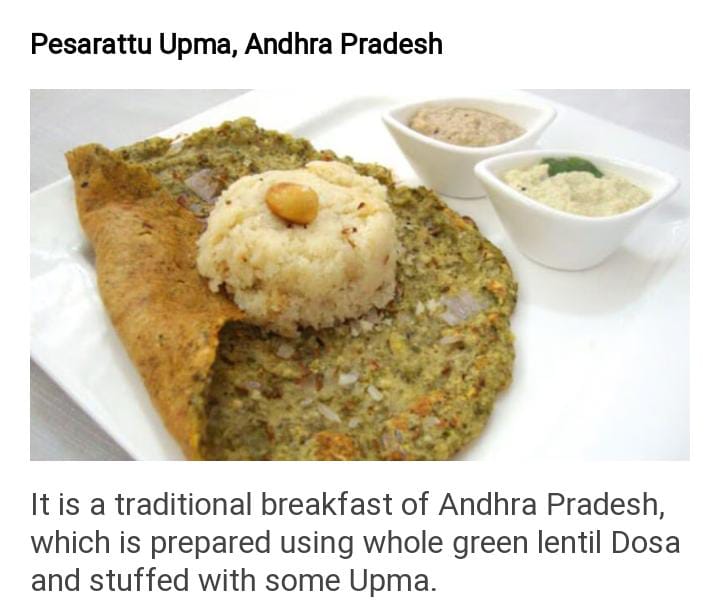 Pesarattu Upma, Andhra Pradesh
It is a traditional breakfast of Andhra Pradesh,
which is prepared using whole green lentil Dosa
and stuffed with some Upma.